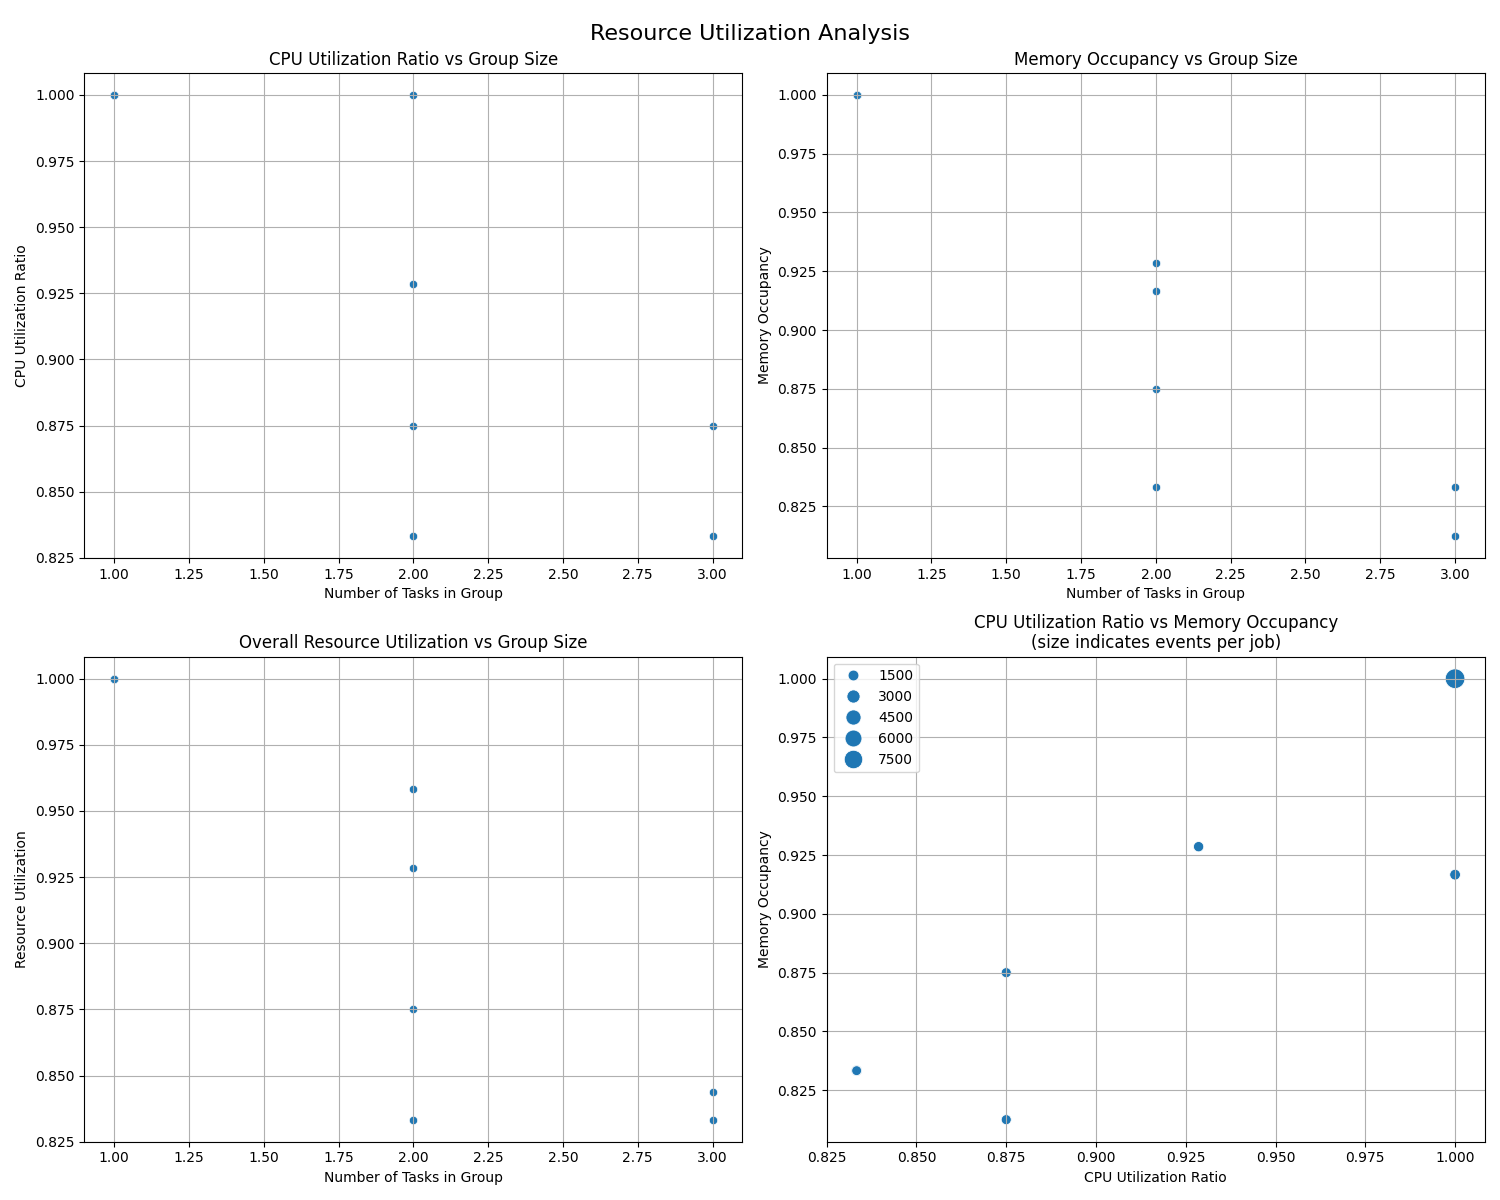 Resource Utilization Analysis
CPU Utilization Ratio vs Group Size
1.000
0.975
0.950
0.925
0.900
0.875
0.850
0.825
CPU Utilization Ratio
1.00 1.25 1.50 1.75 2.00 2.25 2.50 2.75 3.00
Number of Tasks in Group
Memory Occupancy vs Group Size
1.000
0.975
0.950
0.925
0.900
0.875
0.850
0.825
Memory Occupancy
1.00 1.25 1.50 1.75 2.00 2.25 2.50 2.75 3.00
Number of Tasks in Group
Overall Resource Utilization vs Group Size
1.000
0.975
0.950
0.925
0.900
0.875
0.850
0.825
Resource Utilization
1.00 1.25 1.50 1.75 2.00 2.25 2.50 2.75 3.00
Number of Tasks in Group
CPU Utilization Ratio vs Memory Occupancy
(size indicates events per job)
1500
3000
4500
6000
7500
1.000
0.975
0.950
0.925
0.900
0.875
0.850
0.825
Memory Occupancy
0.825 0.850 0.875 0.900 0.925 0.950 0.975 1.000
CPU Utilization Ratio